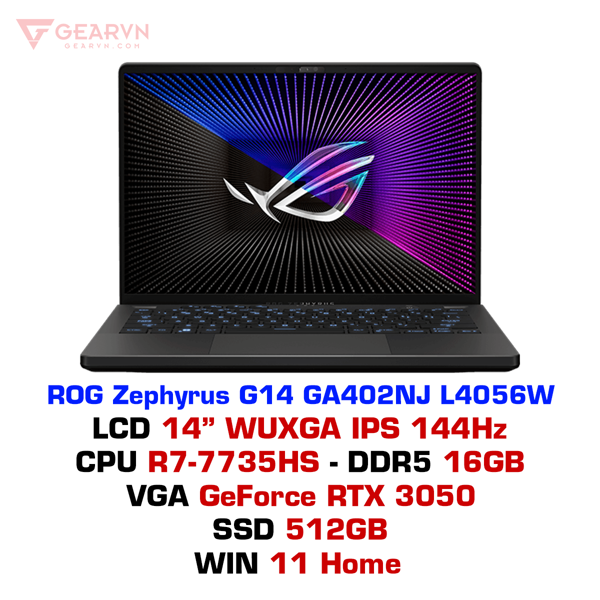 GEARVN
GEARVN.COM
ROG Zephyrus G14 GA402NJ L4056W
LCD 14” WUXGA IPS 144Hz
CPU R7-7735HS - DDR5 16GB
VGA GeForce RTX 3050
SSD 512GB
WIN 11 Home